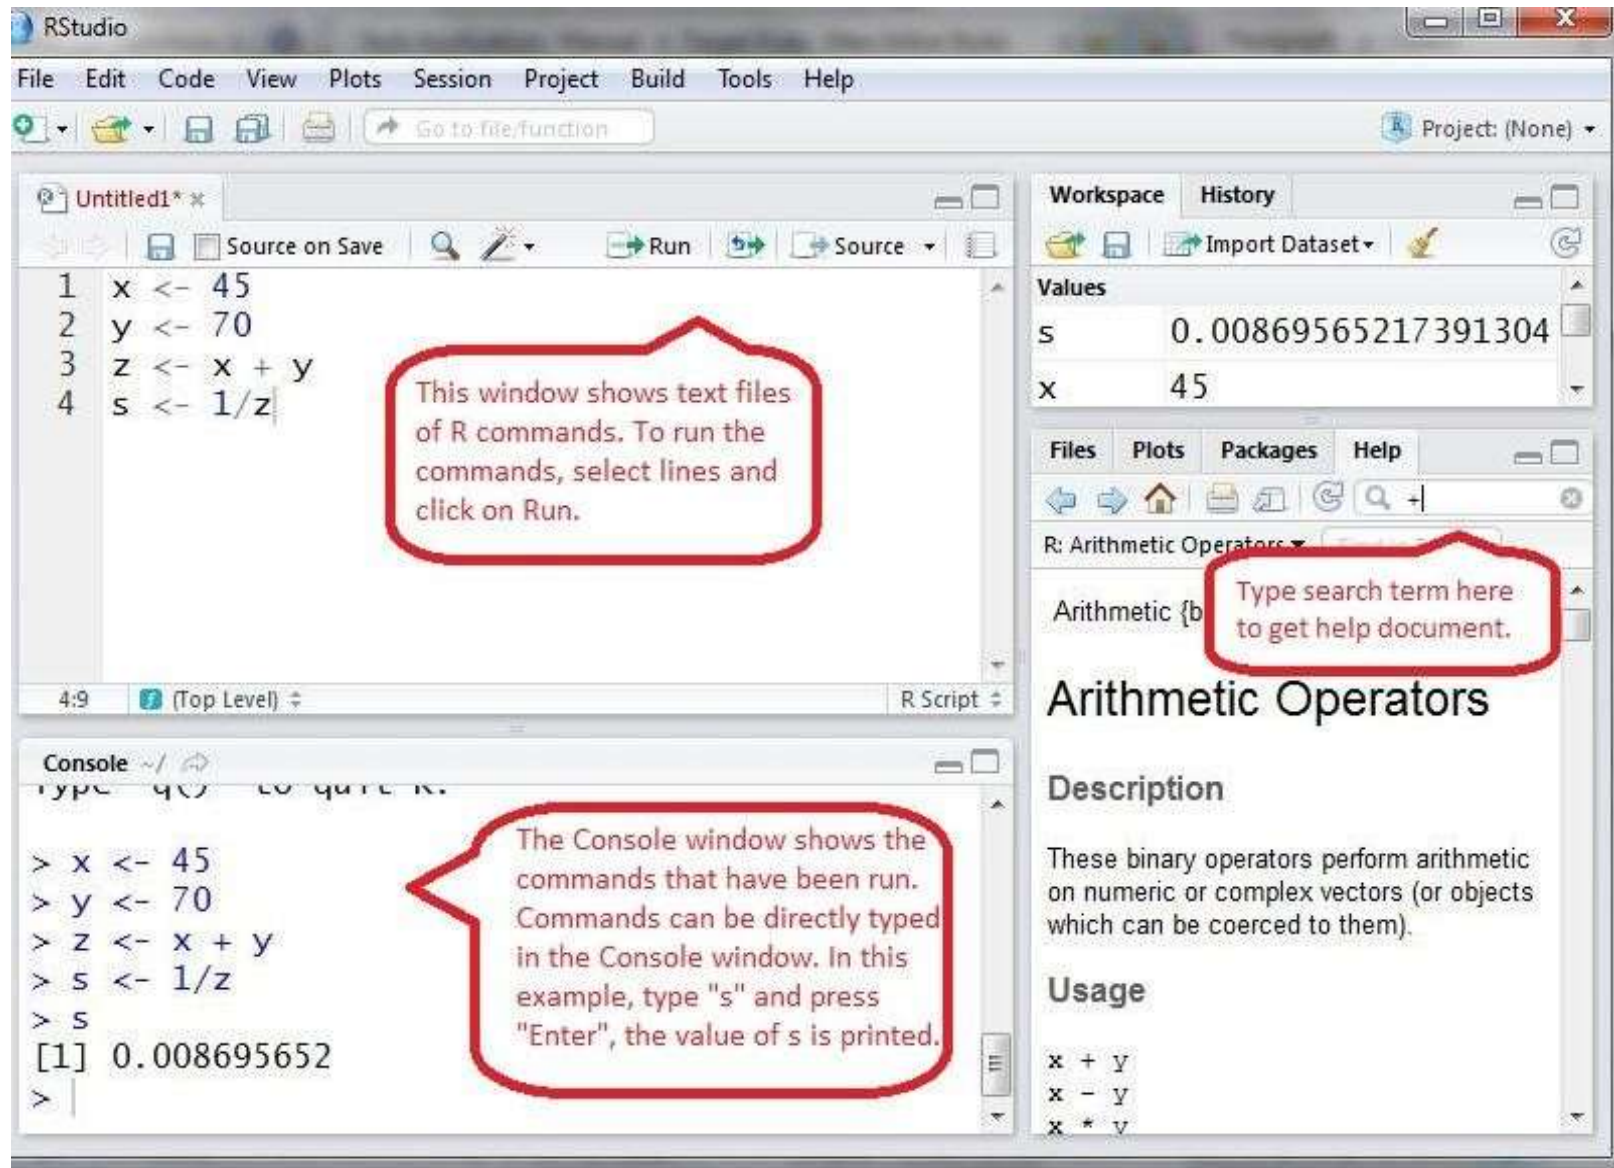 RStudio
File Edit Code View Plots Session Project Build Tools Help
Go to file/function
Project: (None)
Untitled1*
Source on Save Run Source
1 x <- 45
2 y <- 70
3 z <- x + y
4 s <- 1/z
This window shows text files
of R commands. To run the
commands, select lines and
click on Run.
4:9 (Top Level) R Script
Console ~/
Type 'q()' to quit R.
> x <- 45
> y <- 70
> z <- x + y
> s <- 1/z
> s
[1] 0.008695652
>
The Console window shows the
commands that have been run.
Commands can be directly typed
in the Console window. In this
example, type "s" and press
"Enter", the value of s is printed.
Workspace History
Import Dataset
Values
s 0.00869565217391304
x 45
Files Plots Packages Help
+
R: Arithmetic Operators
Type search term here
to get help document.
Arithmetic {b
Arithmetic Operators
Description
These binary operators perform arithmetic
on numeric or complex vectors (or objects
which can be coerced to them).
Usage
x + y
x - y
x * y